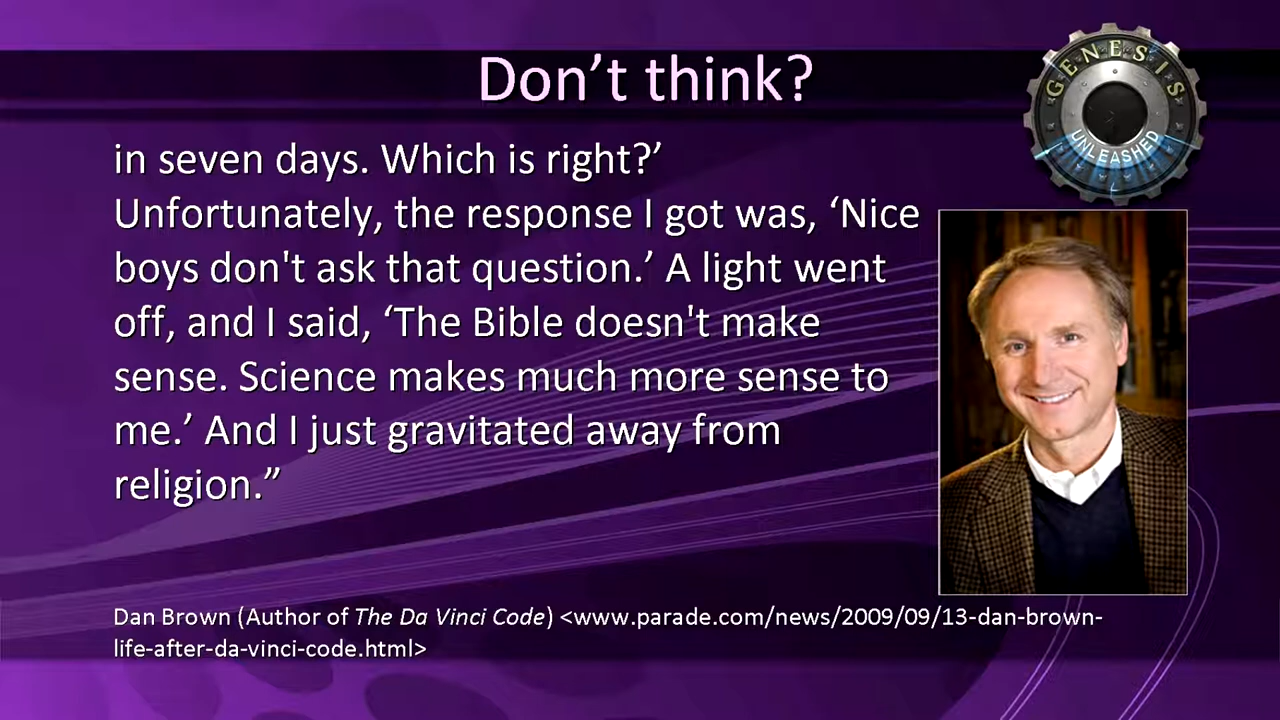 Don’t think?
GENESIS
UNLEASHED
in seven days. Which is right?’
Unfortunately, the response I got was, ‘Nice
boys don't ask that question.’ A light went
off, and I said, ‘The Bible doesn't make
sense. Science makes much more sense to
me.’ And I just gravitated away from
religion.”
Dan Brown (Author of The Da Vinci Code) <www.parade.com/news/2009/09/13-dan-brown-
life-after-da-vinci-code.html>